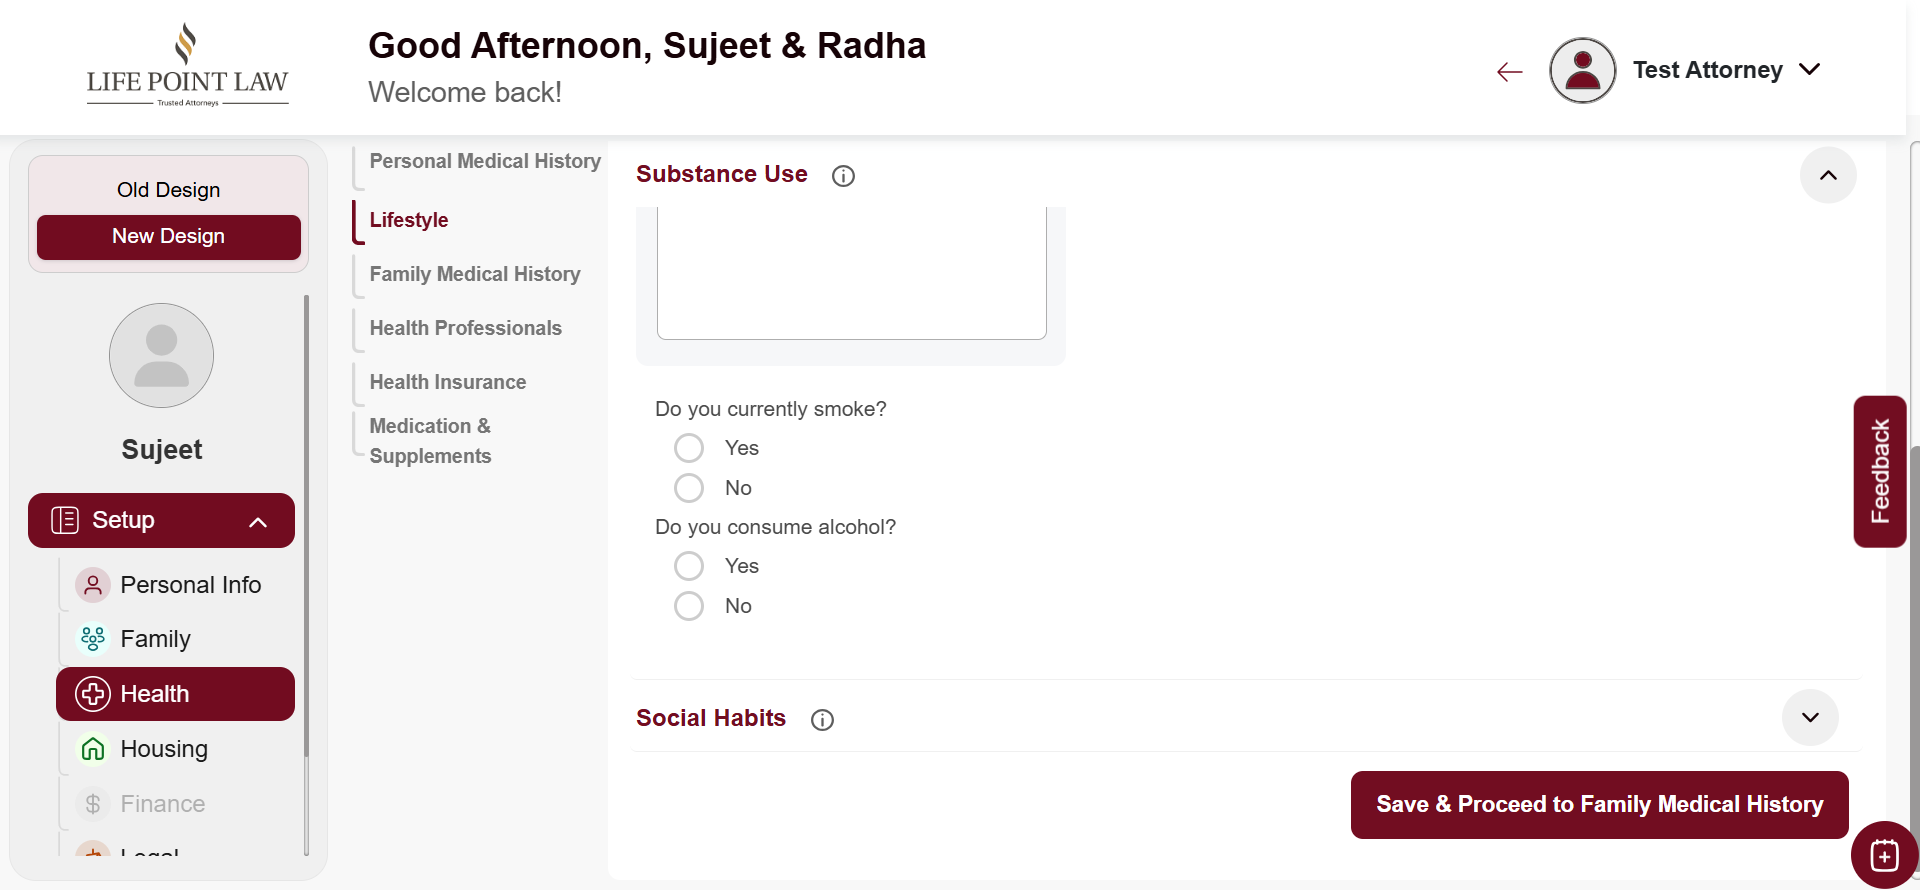 LIFE POINT LAW
Trusted Attorneys
Good Afternoon, Sujeet & Radha
Welcome back!
Test Attorney
Old Design
New Design
Sujeet
Setup
Personal Info
Family
Health
Housing
Finance
Legal
Personal Medical History
Lifestyle
Family Medical History
Health Professionals
Health Insurance
Medication &
Supplements
Substance Use
Do you currently smoke?
Yes
No
Do you consume alcohol?
Yes
No
Social Habits
Save & Proceed to Family Medical History
Feedback